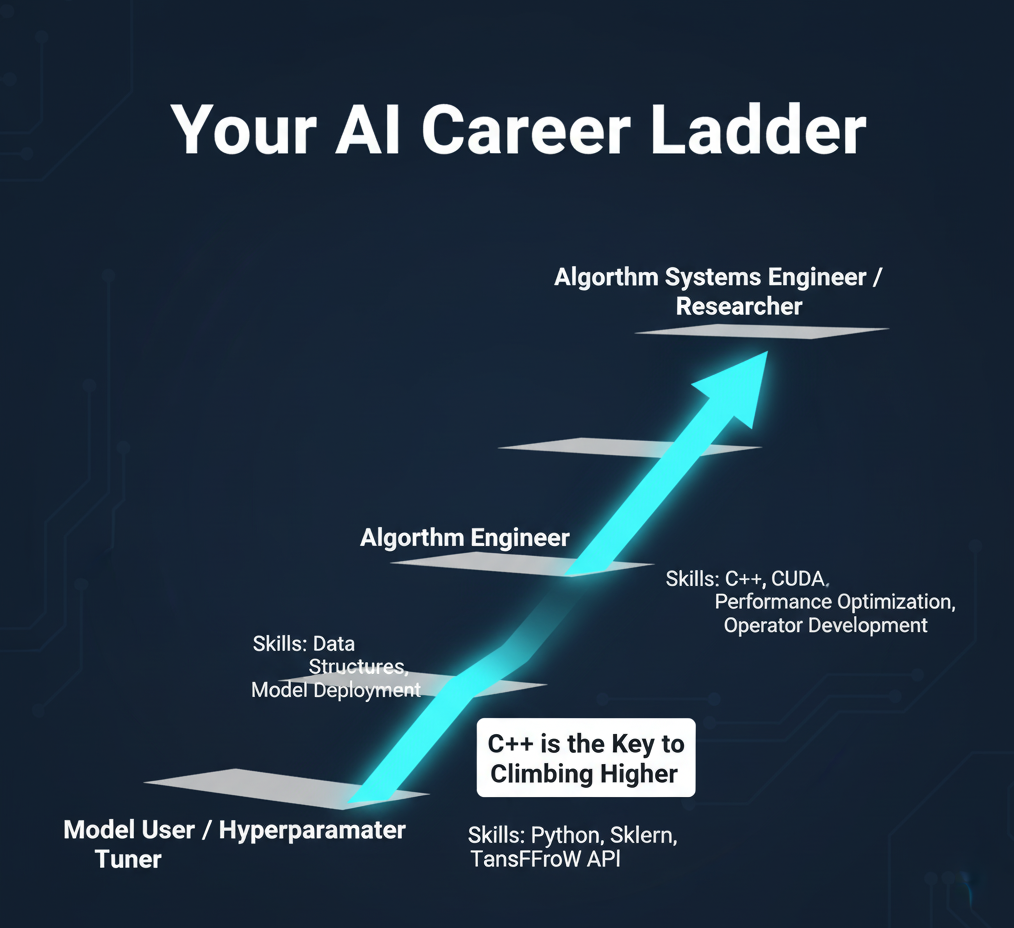 Your AI Career Ladder
Algorthm Systems Engineer /
Researcher
Algorthm Engineer
Skills: C++, CUDA.
Performance Optimization,
Operator Development
Skills: Data
Structures,
Model Deployment
C++ is the Key to
Climbing Higher
Model User / Hyperparamater
Tuner
Skills: Python, Sklern,
TansFFroW API